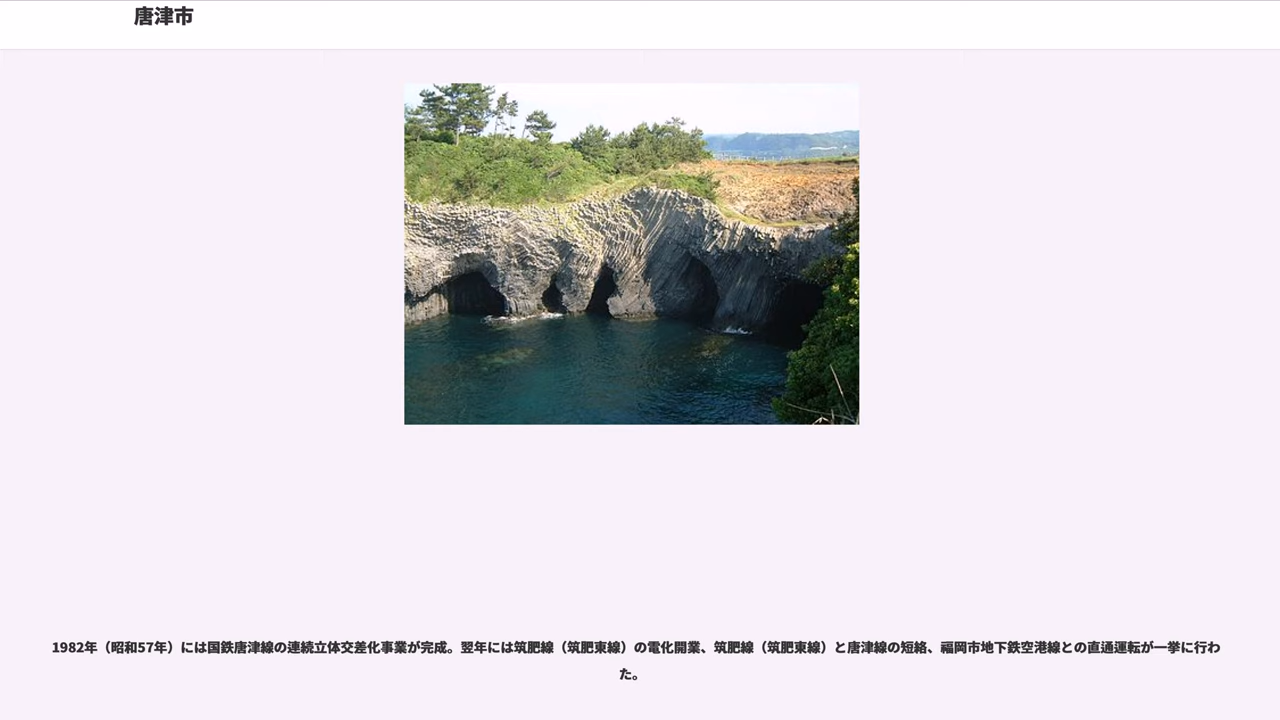 唐津市
1982年（昭和57年）には国鉄唐津線の連続立体交差化事業が完成。翌年には筑肥線（筑肥東線）の電化開業、筑肥線（筑肥東線）と唐津線の短絡、福岡市地下鉄空港線との直通運転が一挙に行わ
た。